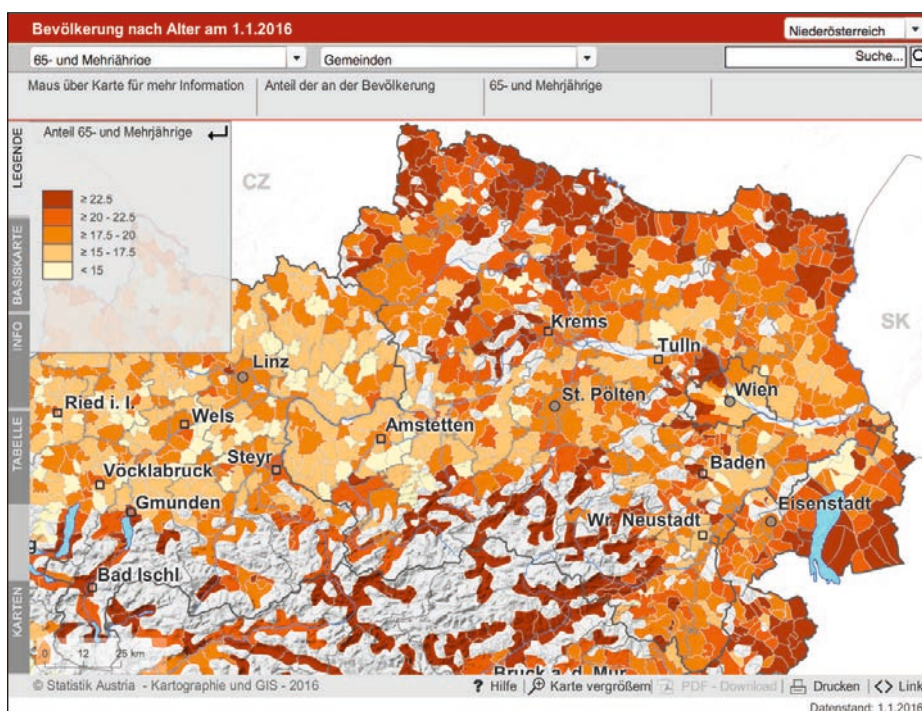 Bevölkerung nach Alter am 1.1.2016
Niederösterreich
65- und Mehrjährige
Gemeinden
Suche...
Maus über Karte für mehr Information
Anteil der an der Bevölkerung
65- und Mehrjährige
LEGENDE
BASISKARTE
INFO
TABELLE
KARTEN
Anteil 65- und Mehrjährige
≥ 22.5
≥ 20 - 22.5
≥ 17.5 - 20
≥ 15 - 17.5
< 15
CZ
SK
Krems
Tulln
Linz
Wien
St. Pölten
Ried i. I.
Wels
Amstetten
Steyr
Baden
Vöcklabruck
Gmunden
Eisenstadt
Wr. Neustadt
g
Bad Ischl
0 12 25 km
Bruck a. d. Mur
© Statistik Austria - Kartographie und GIS - 2016
? Hilfe
Karte vergrößern
PDF - Download
Drucken
<> Link
Datenstand: 1.1.2016